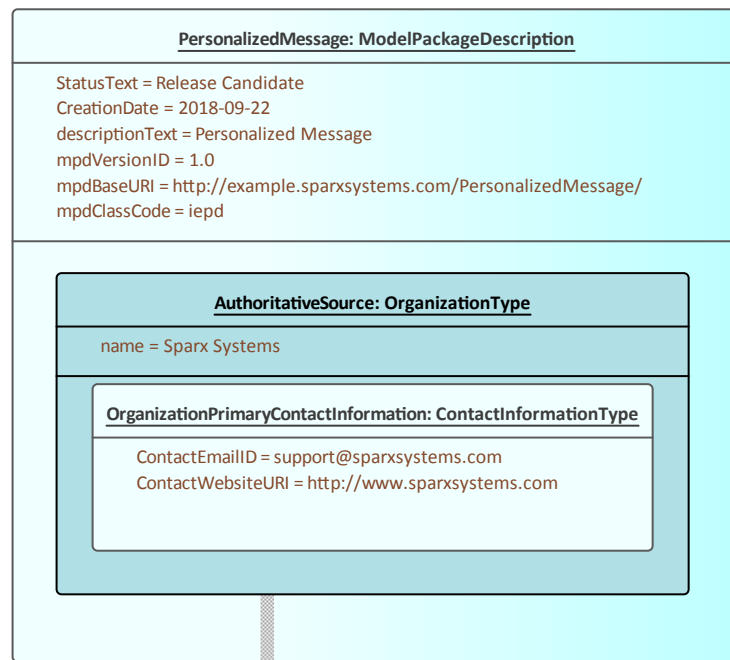 PersonalizedMessage: ModelPackageDescription
StatusText = Release Candidate
CreationDate = 2018-09-22
descriptionText = Personalized Message
mpdVersionID = 1.0
mpdBaseURI = http://example.sparxsystems.com/PersonalizedMessage/
mpdClassCode = iepd
AuthoritativeSource: OrganizationType
name = Sparx Systems
OrganizationPrimaryContactInformation: ContactInformationType
ContactEmailID = support@sparxsystems.com
ContactWebsiteURI = http://www.sparxsystems.com